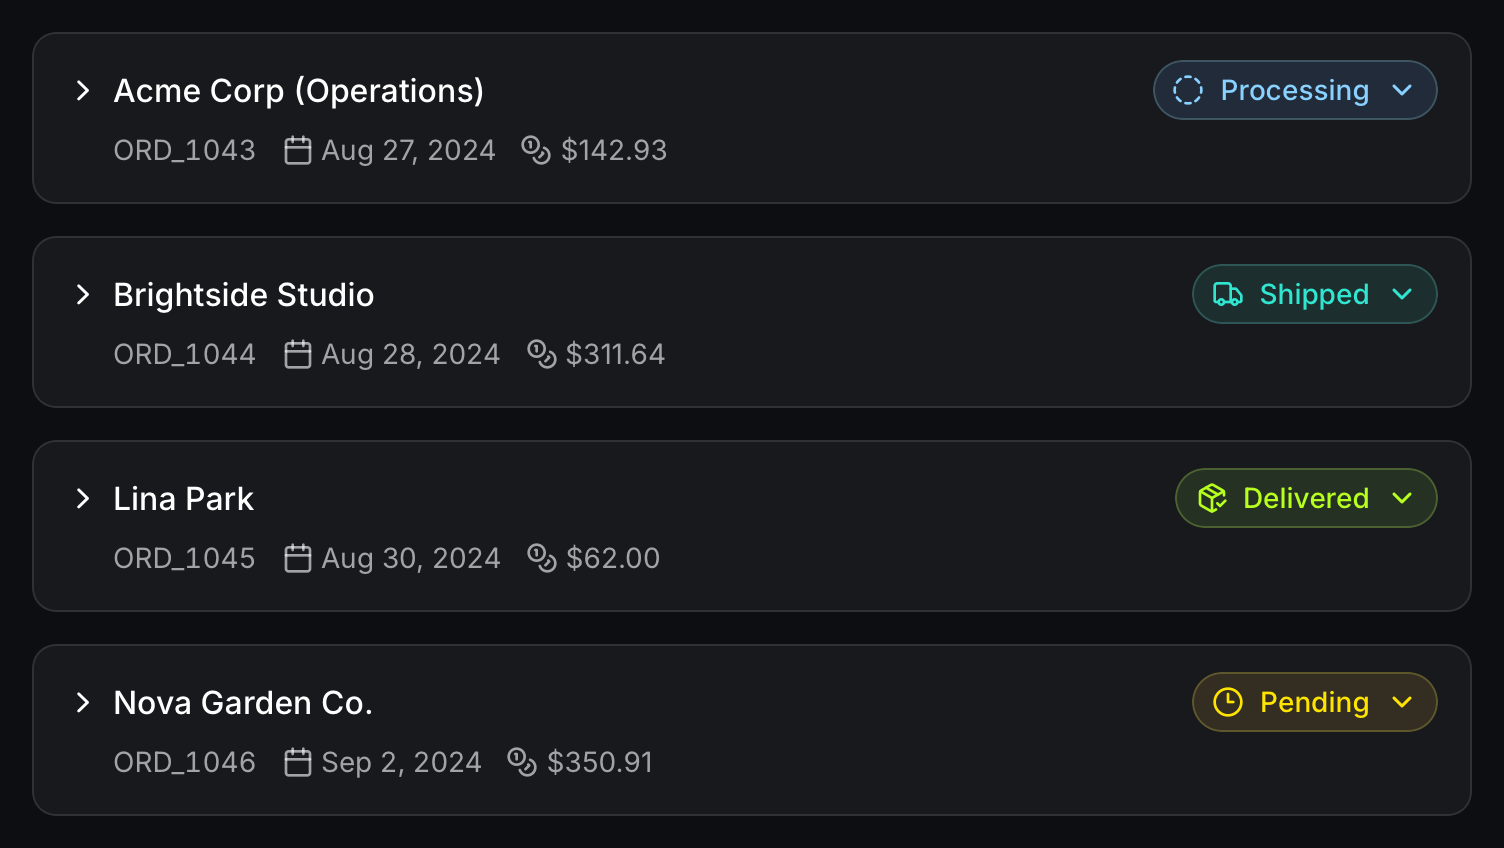 Acme Corp (Operations)
Processing
ORD_1043 Aug 27, 2024 $142.93
Brightside Studio
Shipped
ORD_1044 Aug 28, 2024 $311.64
Lina Park
Delivered
ORD_1045 Aug 30, 2024 $62.00
Nova Garden Co.
Pending
ORD_1046 Sep 2, 2024 $350.91